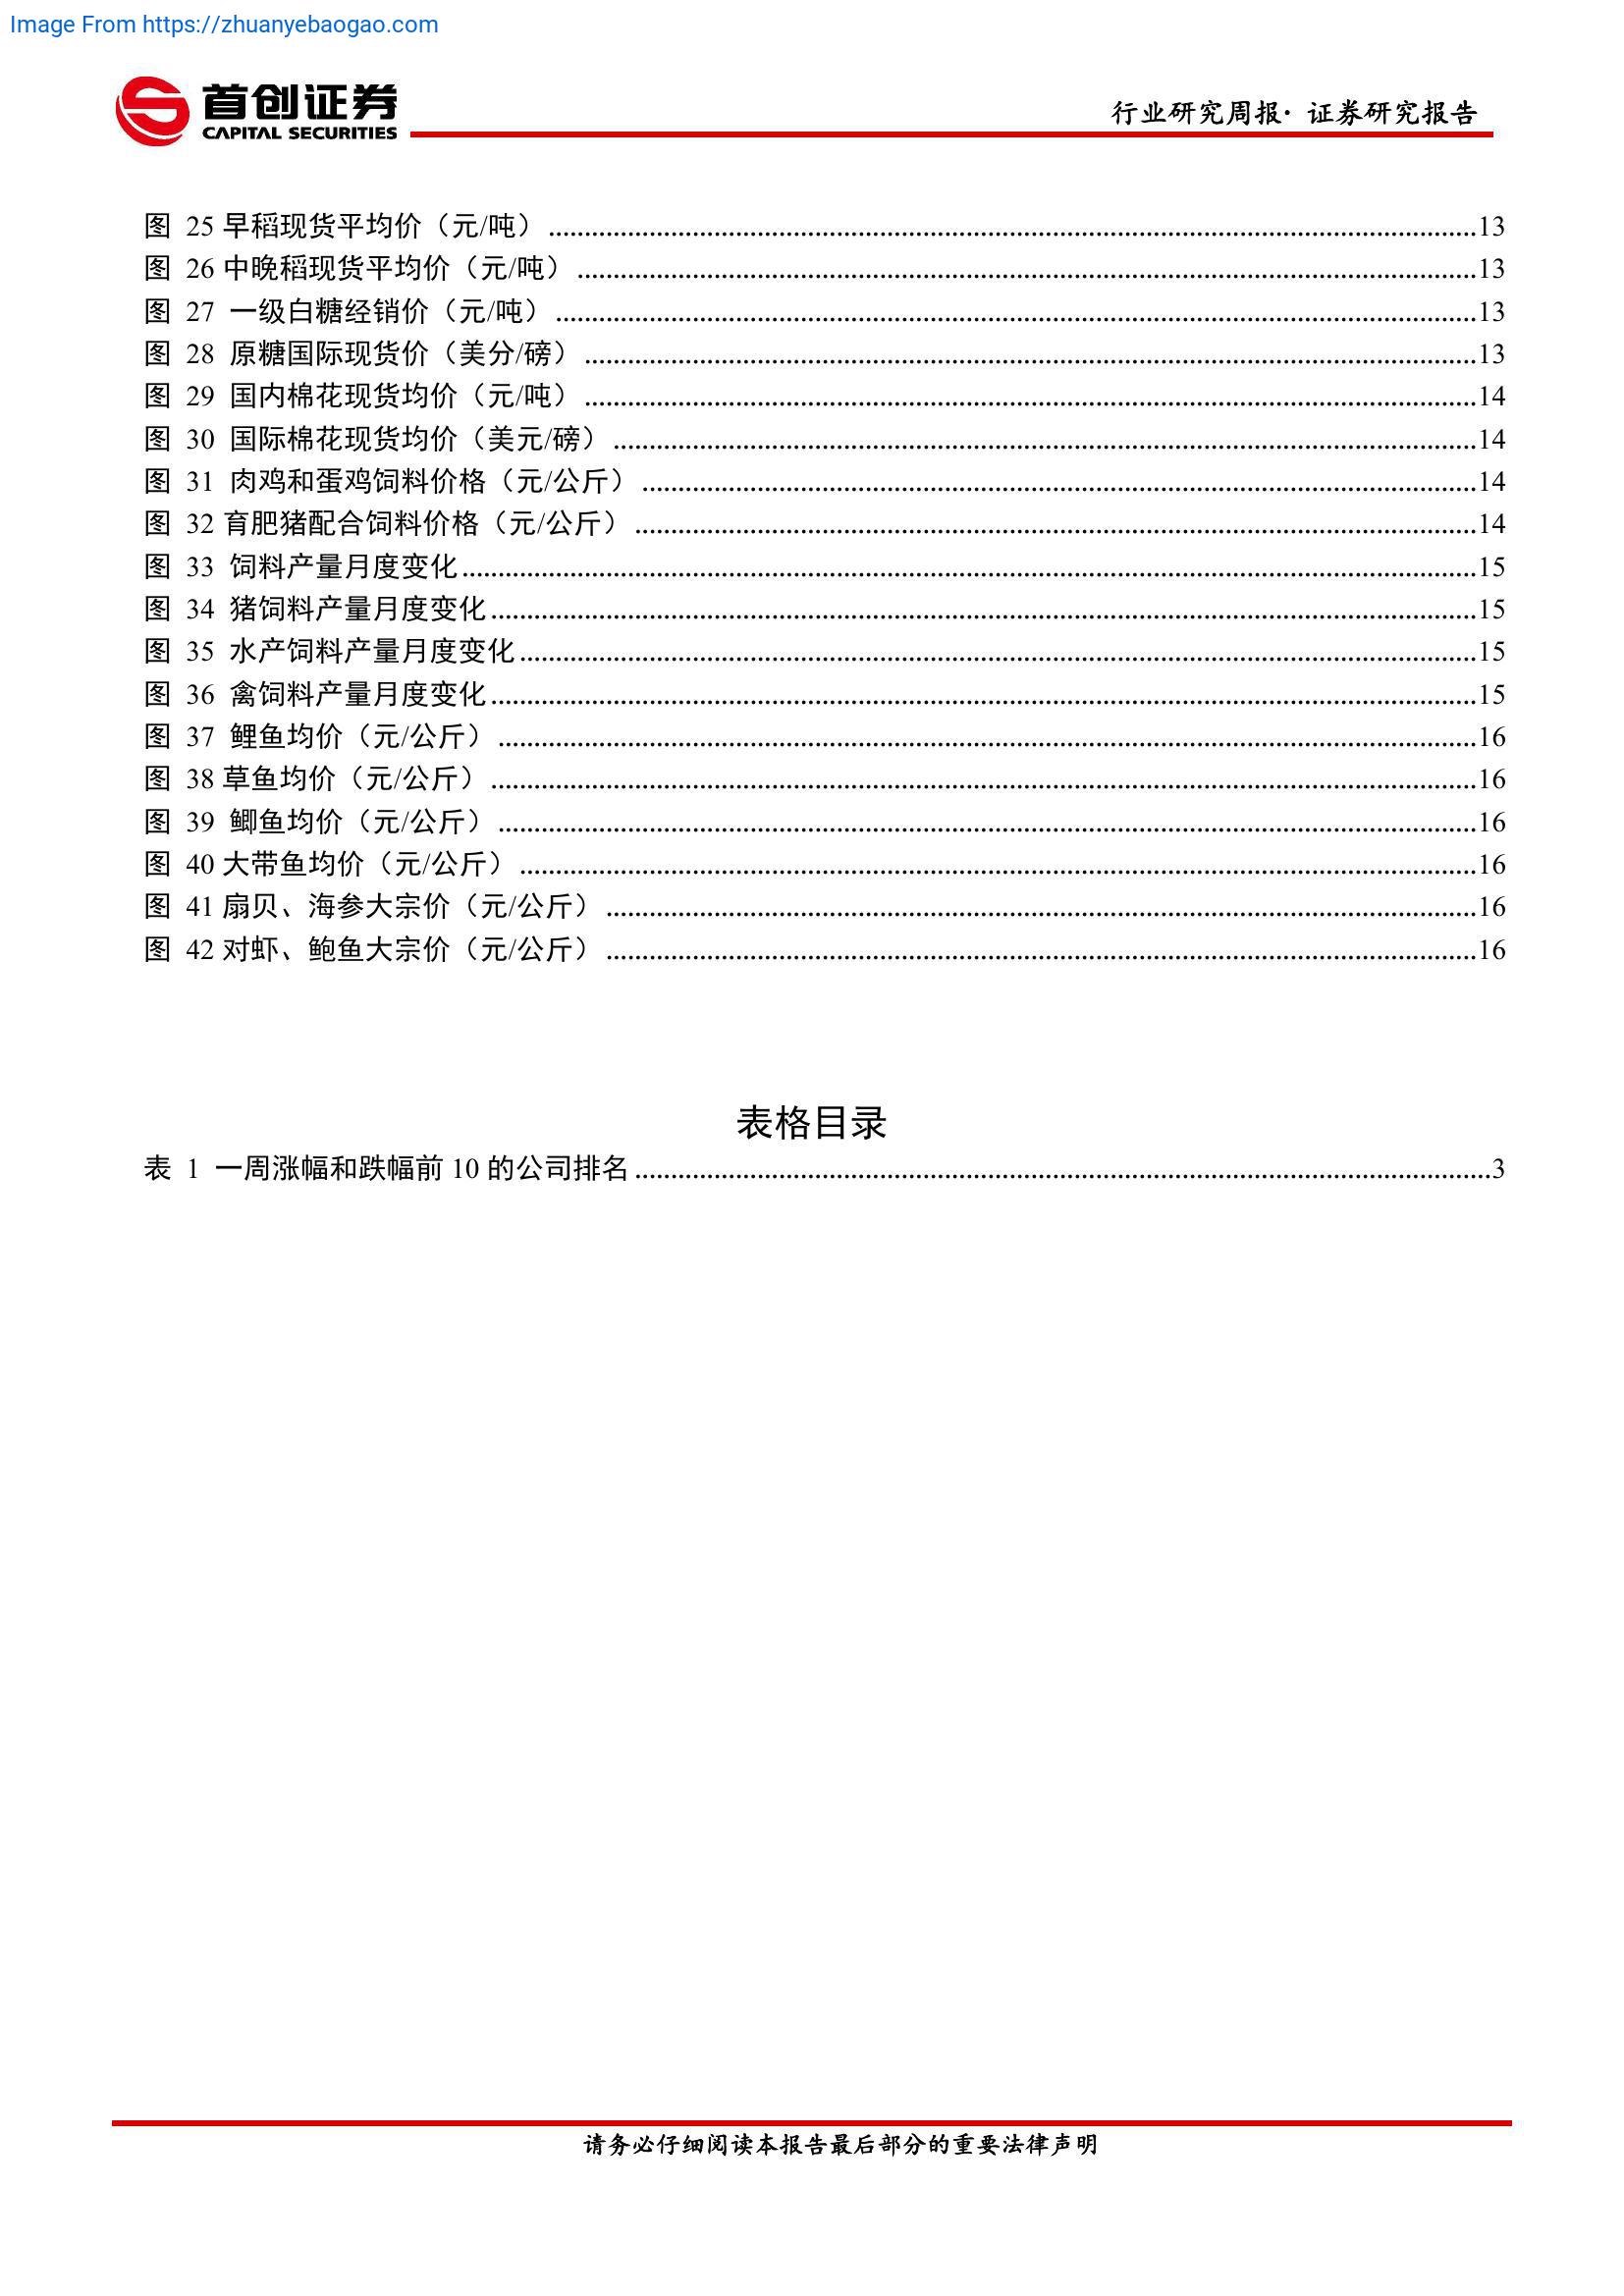 Image From https://zhuanyebaogao.com
首创证券
CAPITAL SECURITIES
行业研究周报· 证券研究报告
图 25 早稻现货平均价（元/吨）13
图 26 中晚稻现货平均价（元/吨）13
图 27 一级白糖经销价（元/吨）13
图 28 原糖国际现货价（美分/磅）13
图 29 国内棉花现货均价（元/吨）14
图 30 国际棉花现货均价（美元/磅）14
图 31 肉鸡和蛋鸡饲料价格（元/公斤）14
图 32 育肥猪配合饲料价格（元/公斤）14
图 33 饲料产量月度变化15
图 34 猪饲料产量月度变化15
图 35 水产饲料产量月度变化15
图 36 禽饲料产量月度变化15
图 37 鲤鱼均价（元/公斤）16
图 38 草鱼均价（元/公斤）16
图 39 鲫鱼均价（元/公斤）16
图 40 大带鱼均价（元/公斤）16
图 41 扇贝、海参大宗价（元/公斤）16
图 42 对虾、鲍鱼大宗价（元/公斤）16
表格目录
表 1 一周涨幅和跌幅前 10 的公司排名3
请务必仔细阅读本报告最后部分的重要法律声明